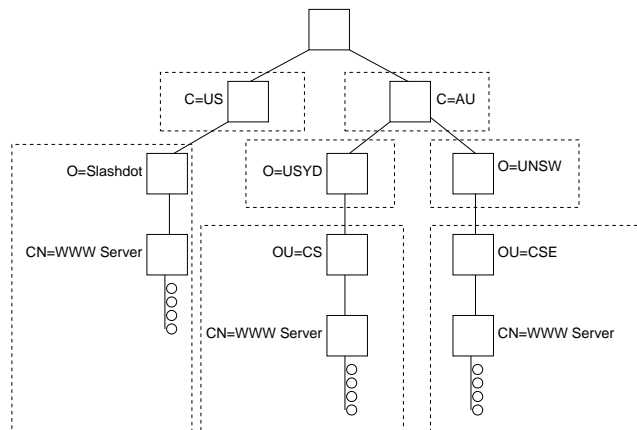 C=US
C=AU
O=Slashdot
O=USYD
O=UNSW
CN=WWW Server
OU=CS
OU=CSE
CN=WWW Server
CN=WWW Server